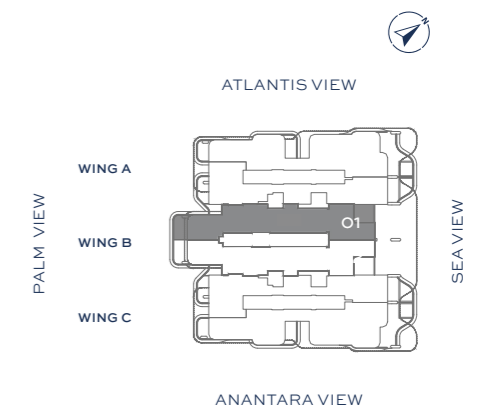 N
ATLANTIS VIEW
WING A
PALM VIEW
01
WING B
SEA VIEW
WING C
ANANTARA VIEW